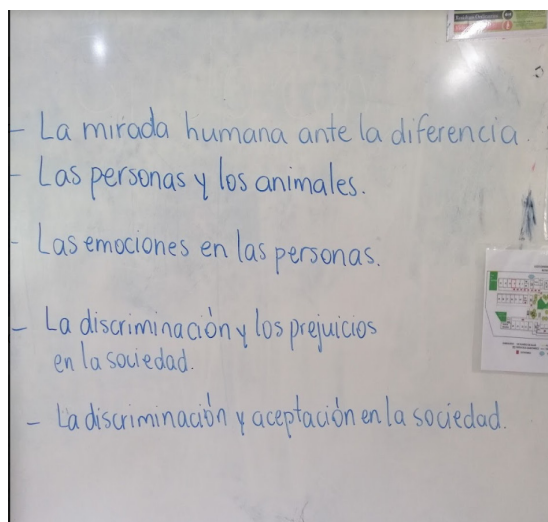 - La mirada humana ante la diferencia.
- Las personas y los animales.
- Las emociones en las personas.
- La discriminación y los prejuicios
en la sociedad.
- La discriminación y aceptación en la sociedad.